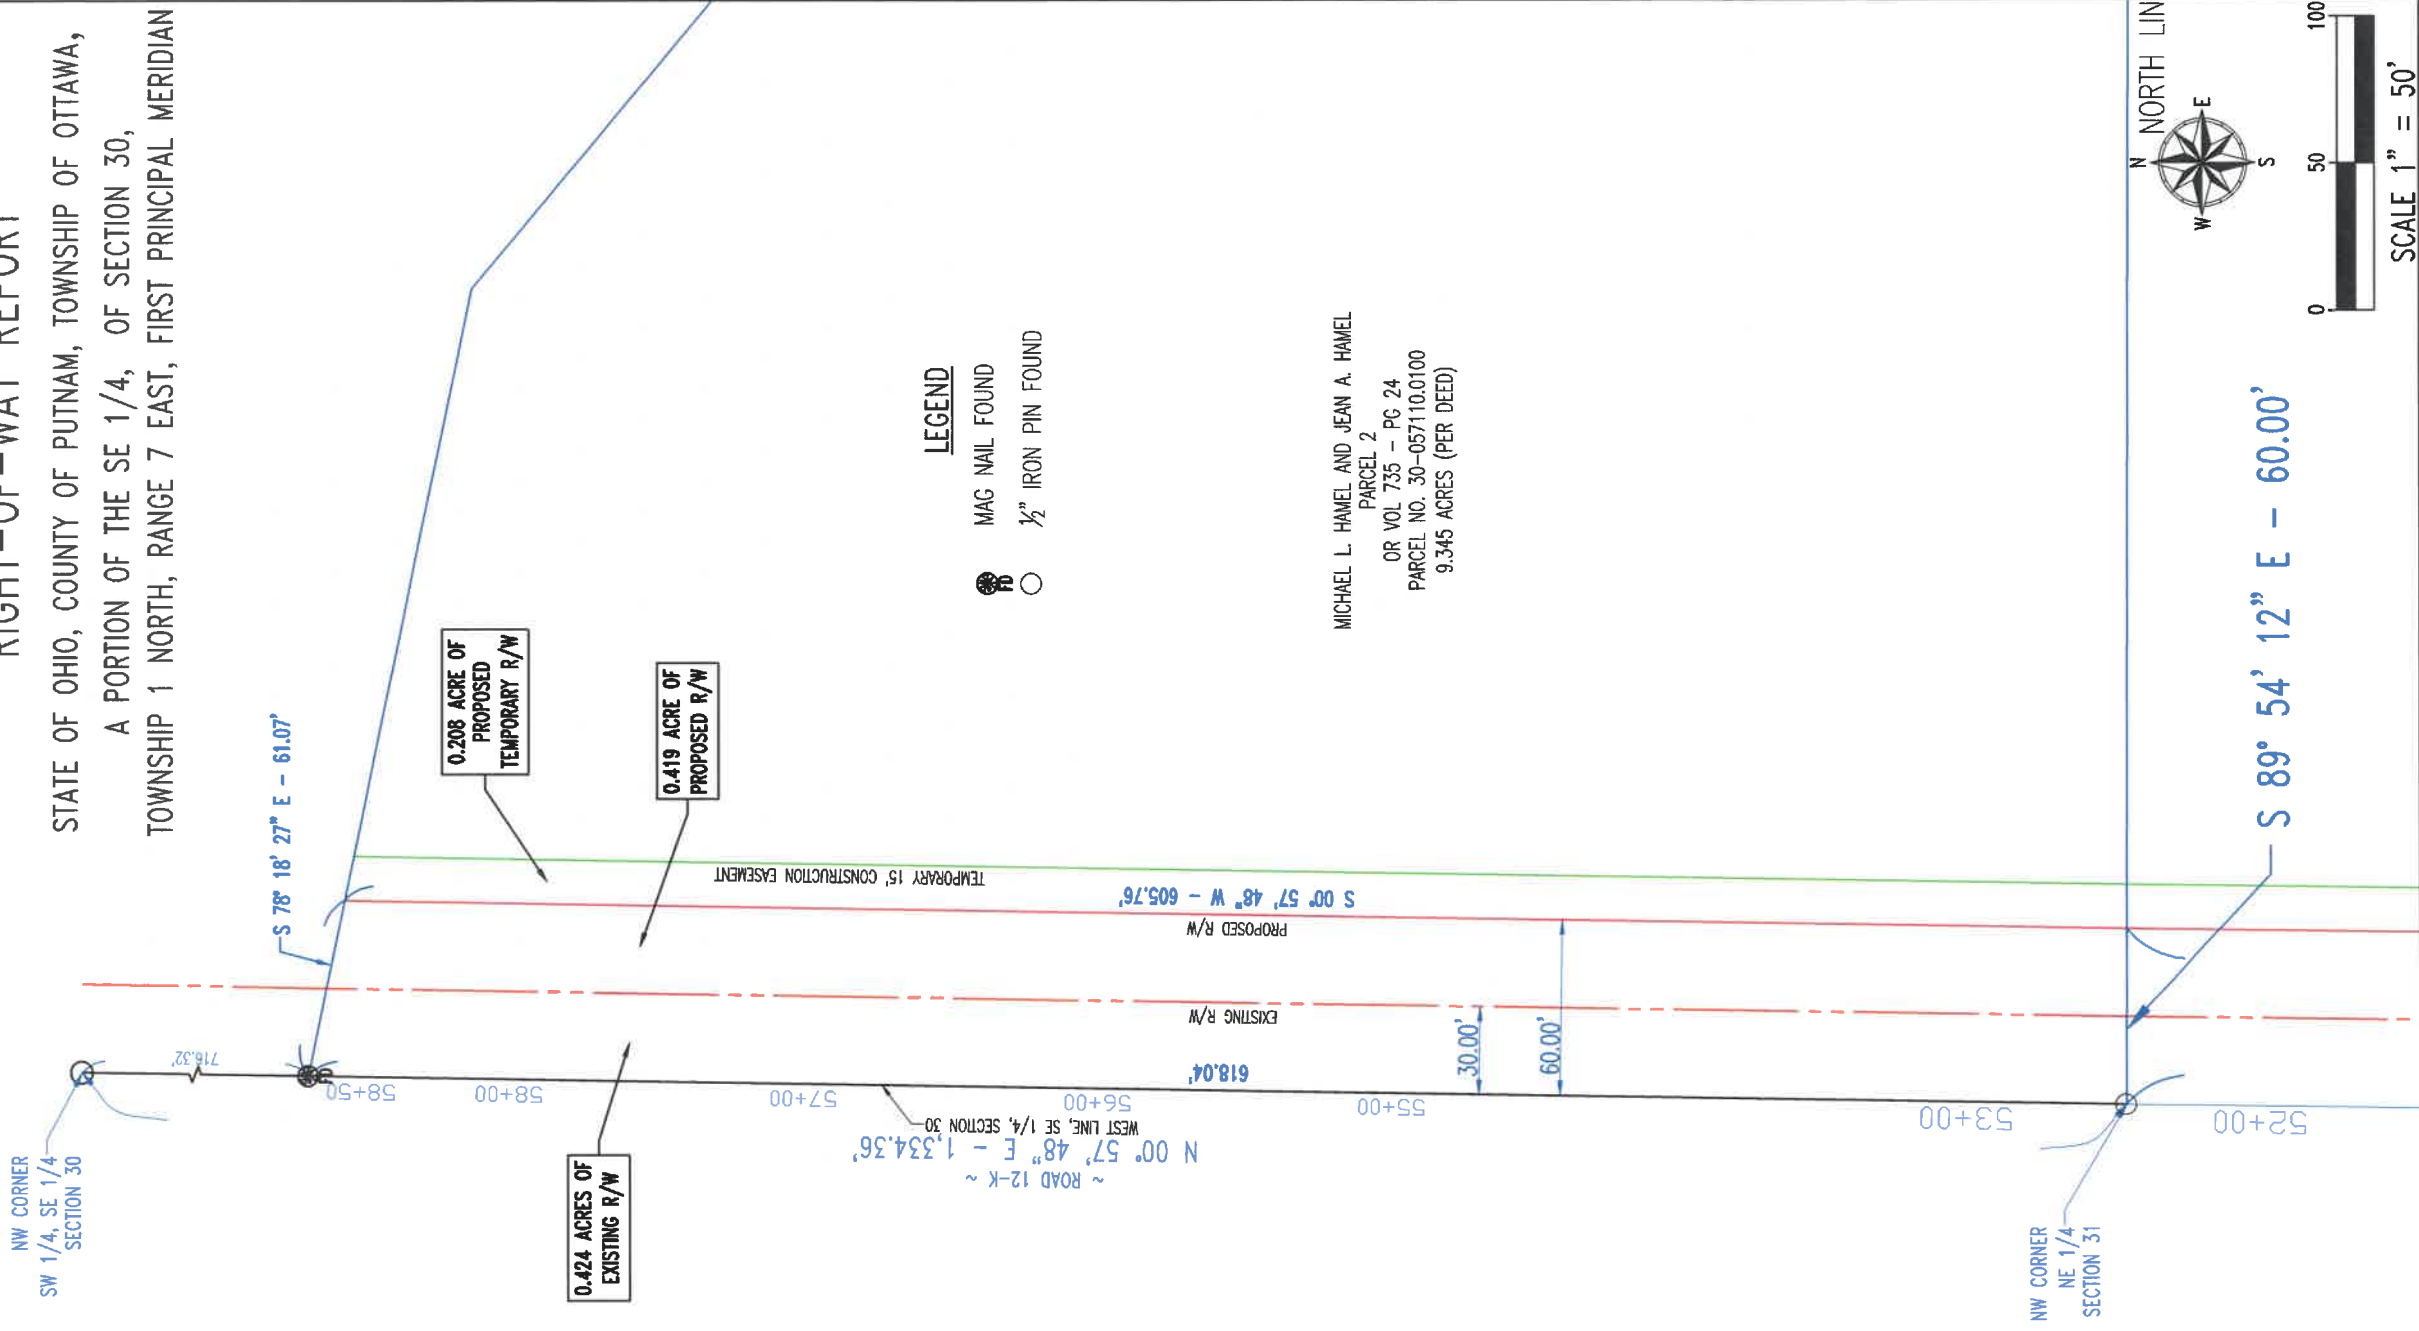 RIGHT-OF-WAY REPORT
STATE OF OHIO, COUNTY OF PUTNAM, TOWNSHIP OF OTTAWA,
A PORTION OF THE SE 1/4, OF SECTION 30,
TOWNSHIP 1 NORTH, RANGE 7 EAST, FIRST PRINCIPAL MERIDIAN
NW CORNER
SW 1/4, SE 1/4
SECTION 30
716.32'
S 78° 18' 27" E - 61.07'
FD
0.208 ACRE OF
PROPOSED
TEMPORARY R/W
0.419 ACRE OF
PROPOSED R/W
0.424 ACRES OF
EXISTING R/W
LEGEND
MAG NAIL FOUND
FD
½" IRON PIN FOUND
MICHAEL L. HAMEL AND JEAN A. HAMEL
PARCEL 2
OR VOL 735 - PG 24
PARCEL NO. 30-057110.0100
9.345 ACRES (PER DEED)
TEMPORARY 15' CONSTRUCTION EASEMENT
S 00° 57' 48" W - 605.76'
PROPOSED R/W
EXISTING R/W
618.04'
30.00'
60.00'
58+50
58+00
57+00
56+00
55+00
53+00
52+00
WEST LINE, SE 1/4, SECTION 30
N 00° 57' 48" E - 1,334.36'
~ ROAD 12-K ~
NW CORNER
NE 1/4
SECTION 31
S 89° 54' 12" E - 60.00'
NORTH LIN
N
E
S
W
0
50
100
SCALE 1" = 50'